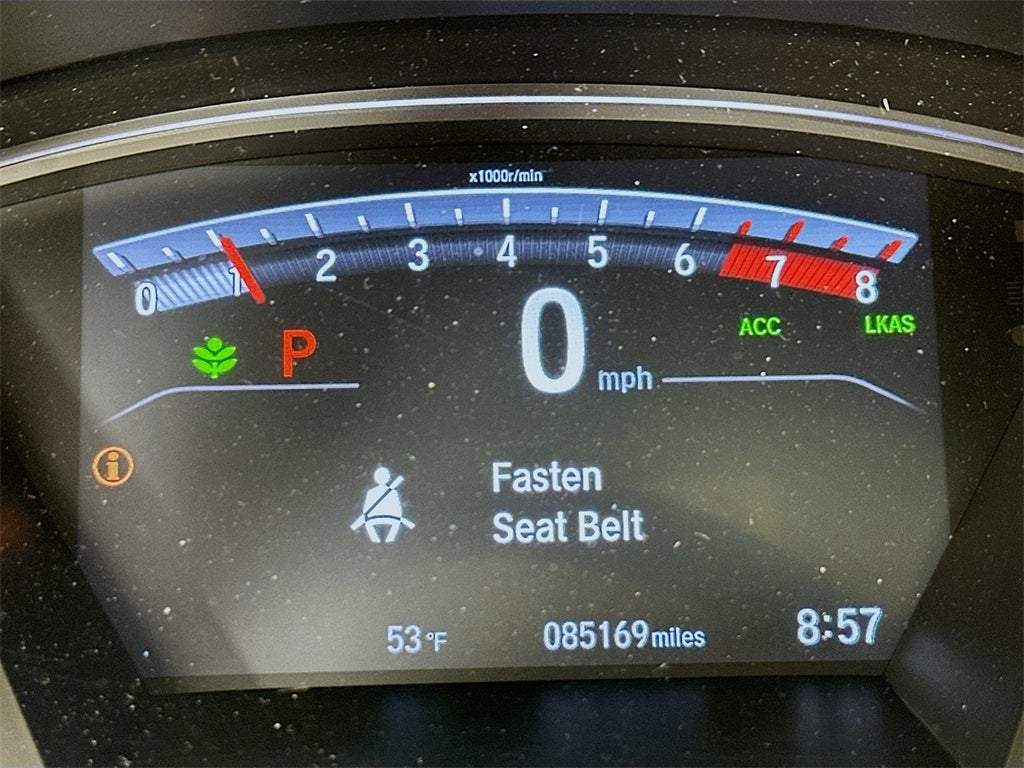 x1000r/min
0 1 2 3 4 5 6 7 8
P 0 mph ACC LKAS
i
Fasten
Seat Belt
53°F 085169miles 8:57